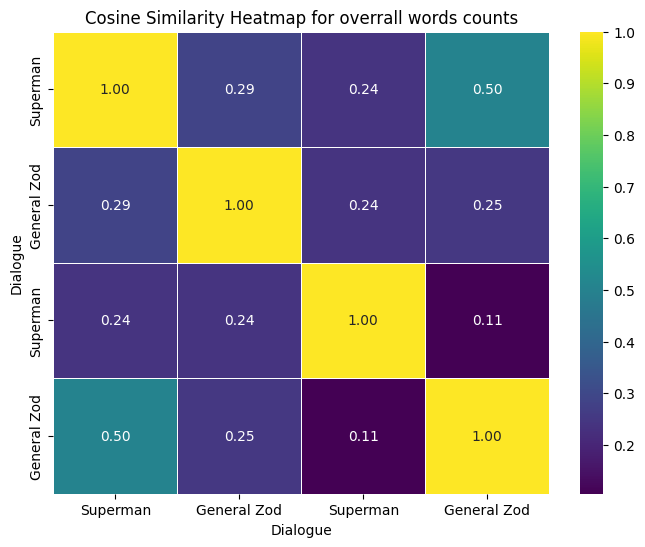 Cosine Similarity Heatmap for overrall words counts
Superman
General Zod
Superman
General Zod
Dialogue
1.00 0.29 0.24 0.50
0.29 1.00 0.24 0.25
0.24 0.24 1.00 0.11
0.50 0.25 0.11 1.00
Superman General Zod Superman General Zod
Dialogue
1.0
0.9
0.8
0.7
0.6
0.5
0.4
0.3
0.2